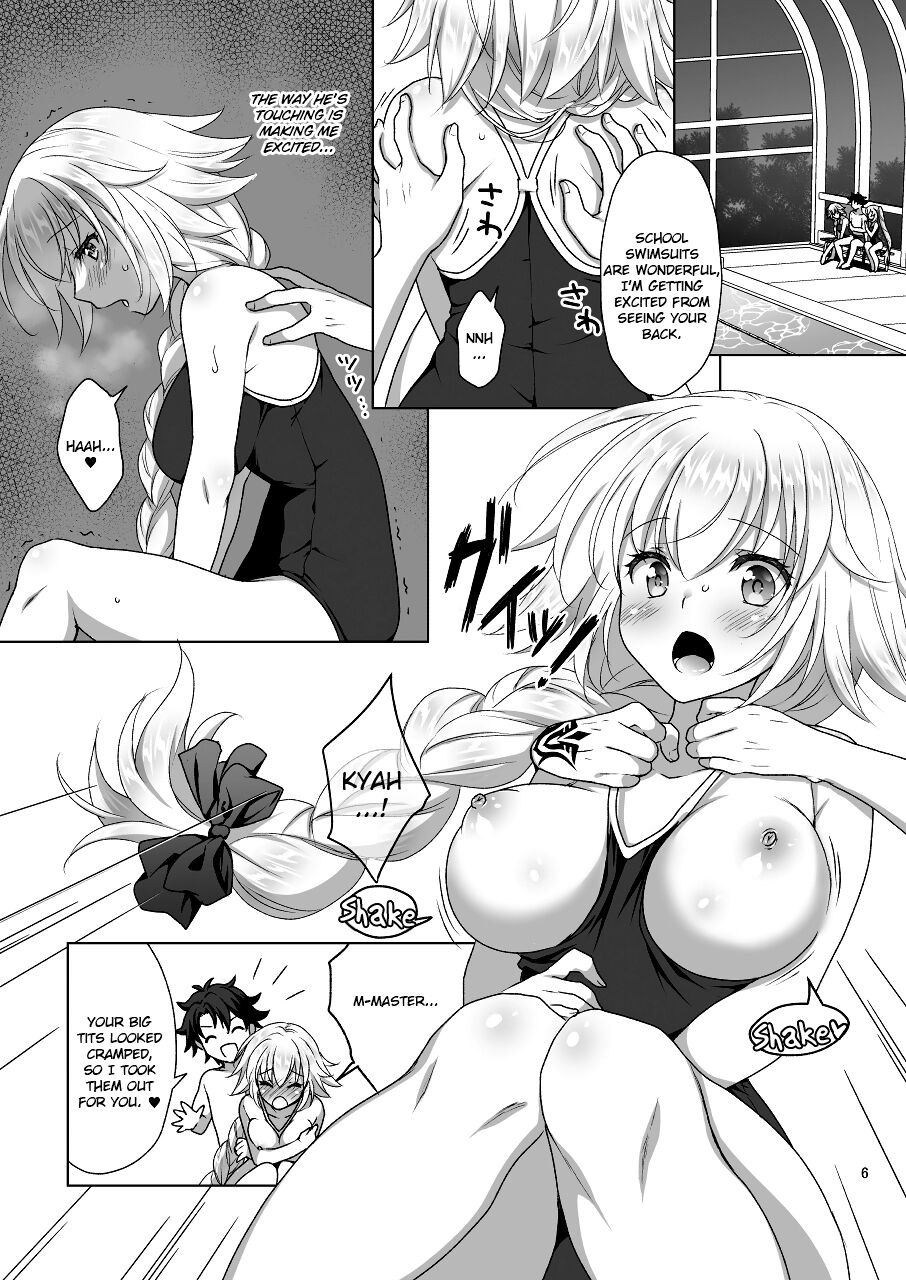 SCHOOL
SWIMSUITS
ARE WONDERFUL,
I'M GETTING
EXCITED FROM
SEEING YOUR
BACK.
さわ
さわ
NNH
...
THE WAY HE'S
TOUCHING IS
MAKING ME
EXCITED...
ツッ...
HAAH...
♥
グイッ!
KYAH
...!
Shake
Shake
M-MASTER...
YOUR BIG
TITS LOOKED
CRAMPED,
SO I TOOK
THEM OUT
FOR YOU. ♥
6